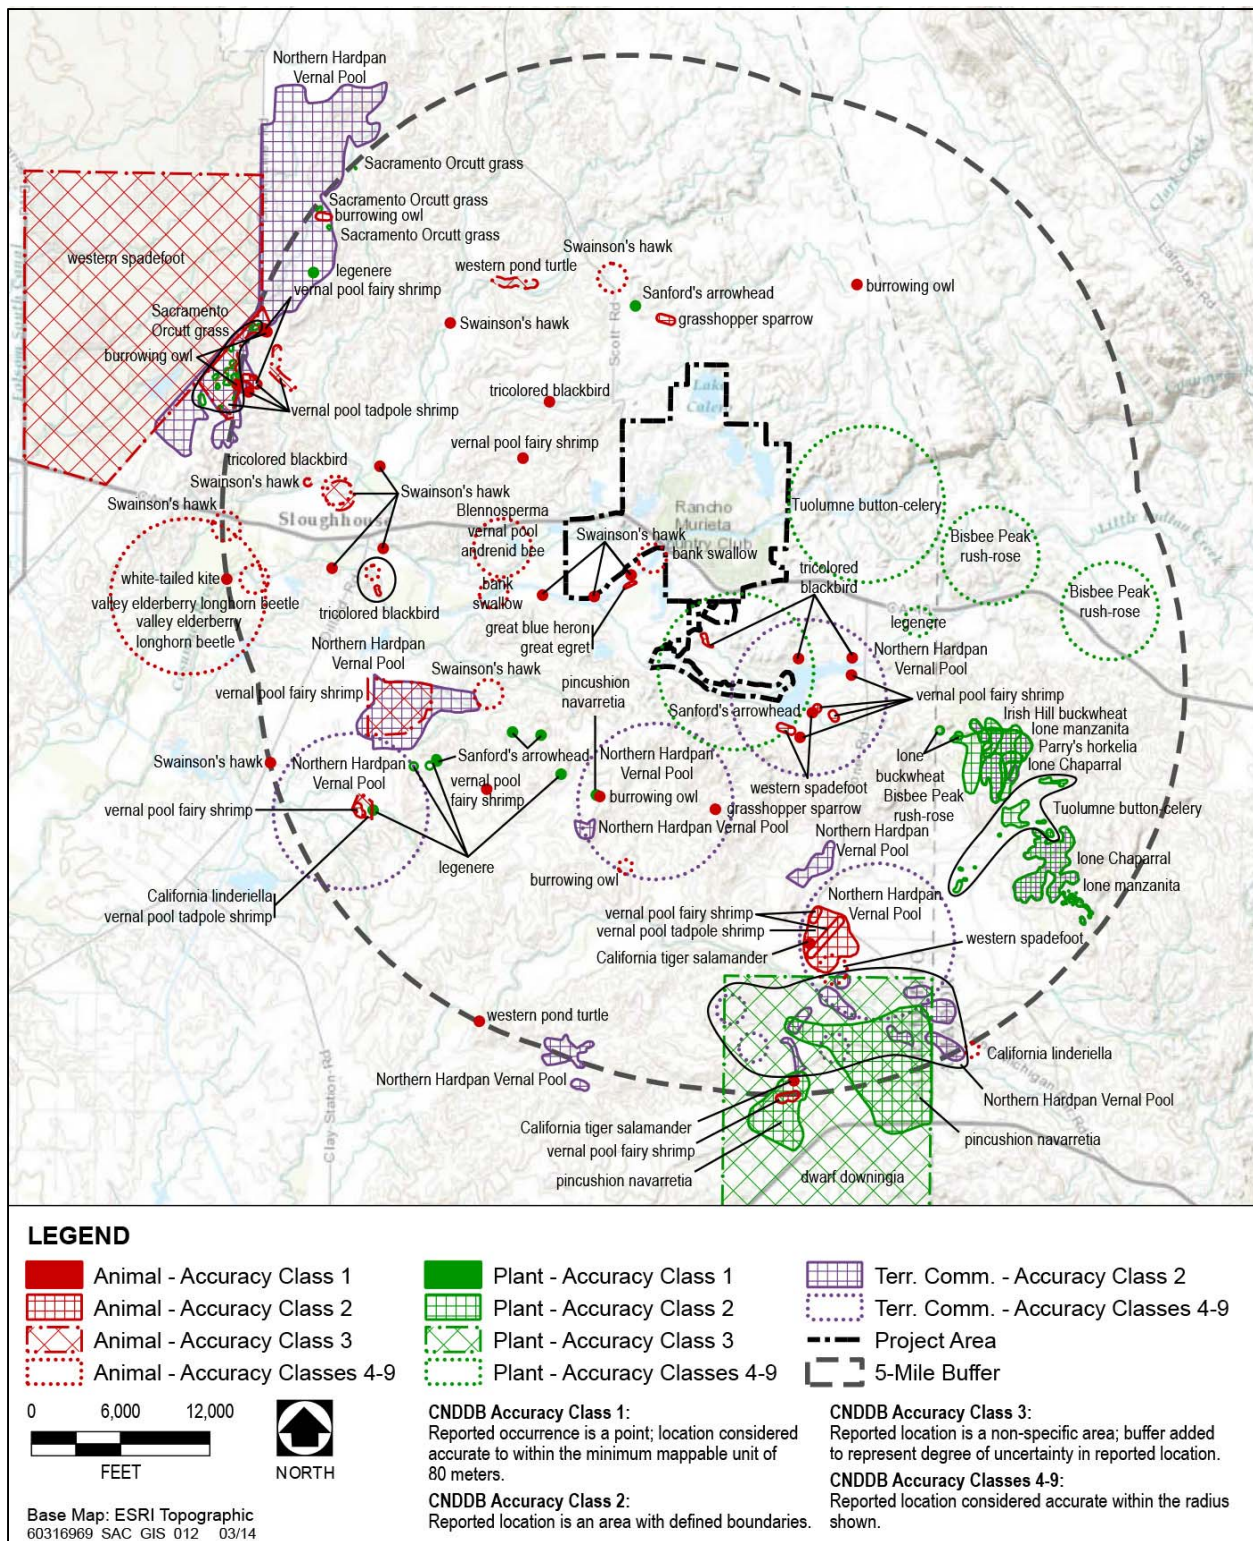 Northern Hardpan
Vernal Pool
Sacramento Orcutt grass
Sacramento Orcutt grass
burrowing owl
Sacramento Orcutt grass
Swainson's hawk
western spadefoot
western pond turtle
legenere
vernal pool fairy shrimp
burrowing owl
Sanford's arrowhead
Latrobe Rd
Sacramento
Orcutt grass
Swainson's hawk
Scott Rd
grasshopper sparrow
burrowing owl
vernal pool tadpole shrimp
tricolored blackbird
vernal pool fairy shrimp
tricolored blackbird
Swainson's hawk
Swainson's hawk
Swainson's hawk
Sloughhouse
Blennosperma
vernal pool
andrenid bee
Rancho
Murieta
Country Club
Swainson's hawk
Tuolumne button-celery
Bisbee Peak
rush-rose
bank swallow
white-tailed kite
bank
swallow
tricolored
blackbird
Bisbee Peak
rush-rose
valley elderberry longhorn beetle
valley elderberry
longhorn beetle
tricolored blackbird
great blue heron
great egret
legenere
Northern Hardpan
Vernal Pool
Northern Hardpan
Vernal Pool
Swainson's hawk
vernal pool fairy shrimp
pincushion
navarretia
vernal pool fairy shrimp
Sanford's arrowhead
Irish Hill buckwheat
Ione manzanita
Parry's horkelia
Ione Chaparral
Swainson's hawk
Northern Hardpan
Vernal Pool
Sanford's arrowhead
vernal pool
fairy shrimp
Northern Hardpan
Vernal Pool
burrowing owl
western spadefoot
grasshopper sparrow
Ione
buckwheat
Bisbee Peak
rush-rose
Tuolumne button-celery
vernal pool fairy shrimp
Northern Hardpan Vernal Pool
Northern Hardpan
Vernal Pool
legenere
burrowing owl
Ione Chaparral
Ione manzanita
California linderiella
vernal pool tadpole shrimp
Northern Hardpan
Vernal Pool
vernal pool fairy shrimp
vernal pool tadpole shrimp
California tiger salamander
western spadefoot
western pond turtle
Clay Station Rd
California linderiella
Michigan Bar Rd
Northern Hardpan Vernal Pool
Northern Hardpan Vernal Pool
California tiger salamander
vernal pool fairy shrimp
pincushion navarretia
pincushion navarretia
dwarf downingia
LEGEND
Animal - Accuracy Class 1
Animal - Accuracy Class 2
Animal - Accuracy Class 3
Animal - Accuracy Classes 4-9
Plant - Accuracy Class 1
Plant - Accuracy Class 2
Plant - Accuracy Class 3
Plant - Accuracy Classes 4-9
Terr. Comm. - Accuracy Class 2
Terr. Comm. - Accuracy Classes 4-9
Project Area
5-Mile Buffer
0 6,000 12,000
FEET
NORTH
CNDDB Accuracy Class 1:
Reported occurrence is a point; location considered
accurate to within the minimum mappable unit of
80 meters.
CNDDB Accuracy Class 2:
Reported location is an area with defined boundaries.
CNDDB Accuracy Class 3:
Reported location is a non-specific area; buffer added
to represent degree of uncertainty in reported location.
CNDDB Accuracy Classes 4-9:
Reported location considered accurate within the radius
shown.
Base Map: ESRI Topographic
60316969 SAC GIS 012 03/14